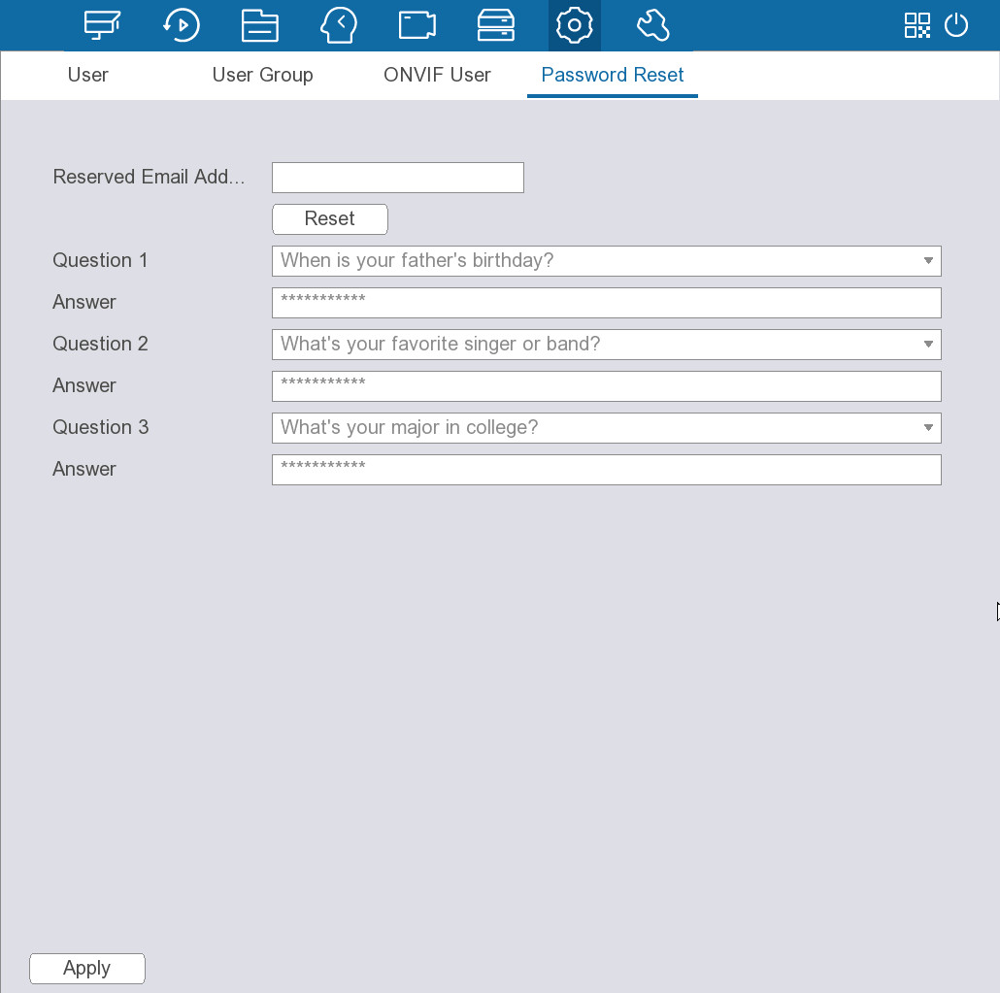 User User Group ONVIF User Password Reset
Reserved Email Add...
Reset
Question 1 When is your father's birthday?
Answer ***********
Question 2 What's your favorite singer or band?
Answer ***********
Question 3 What's your major in college?
Answer ***********
Apply